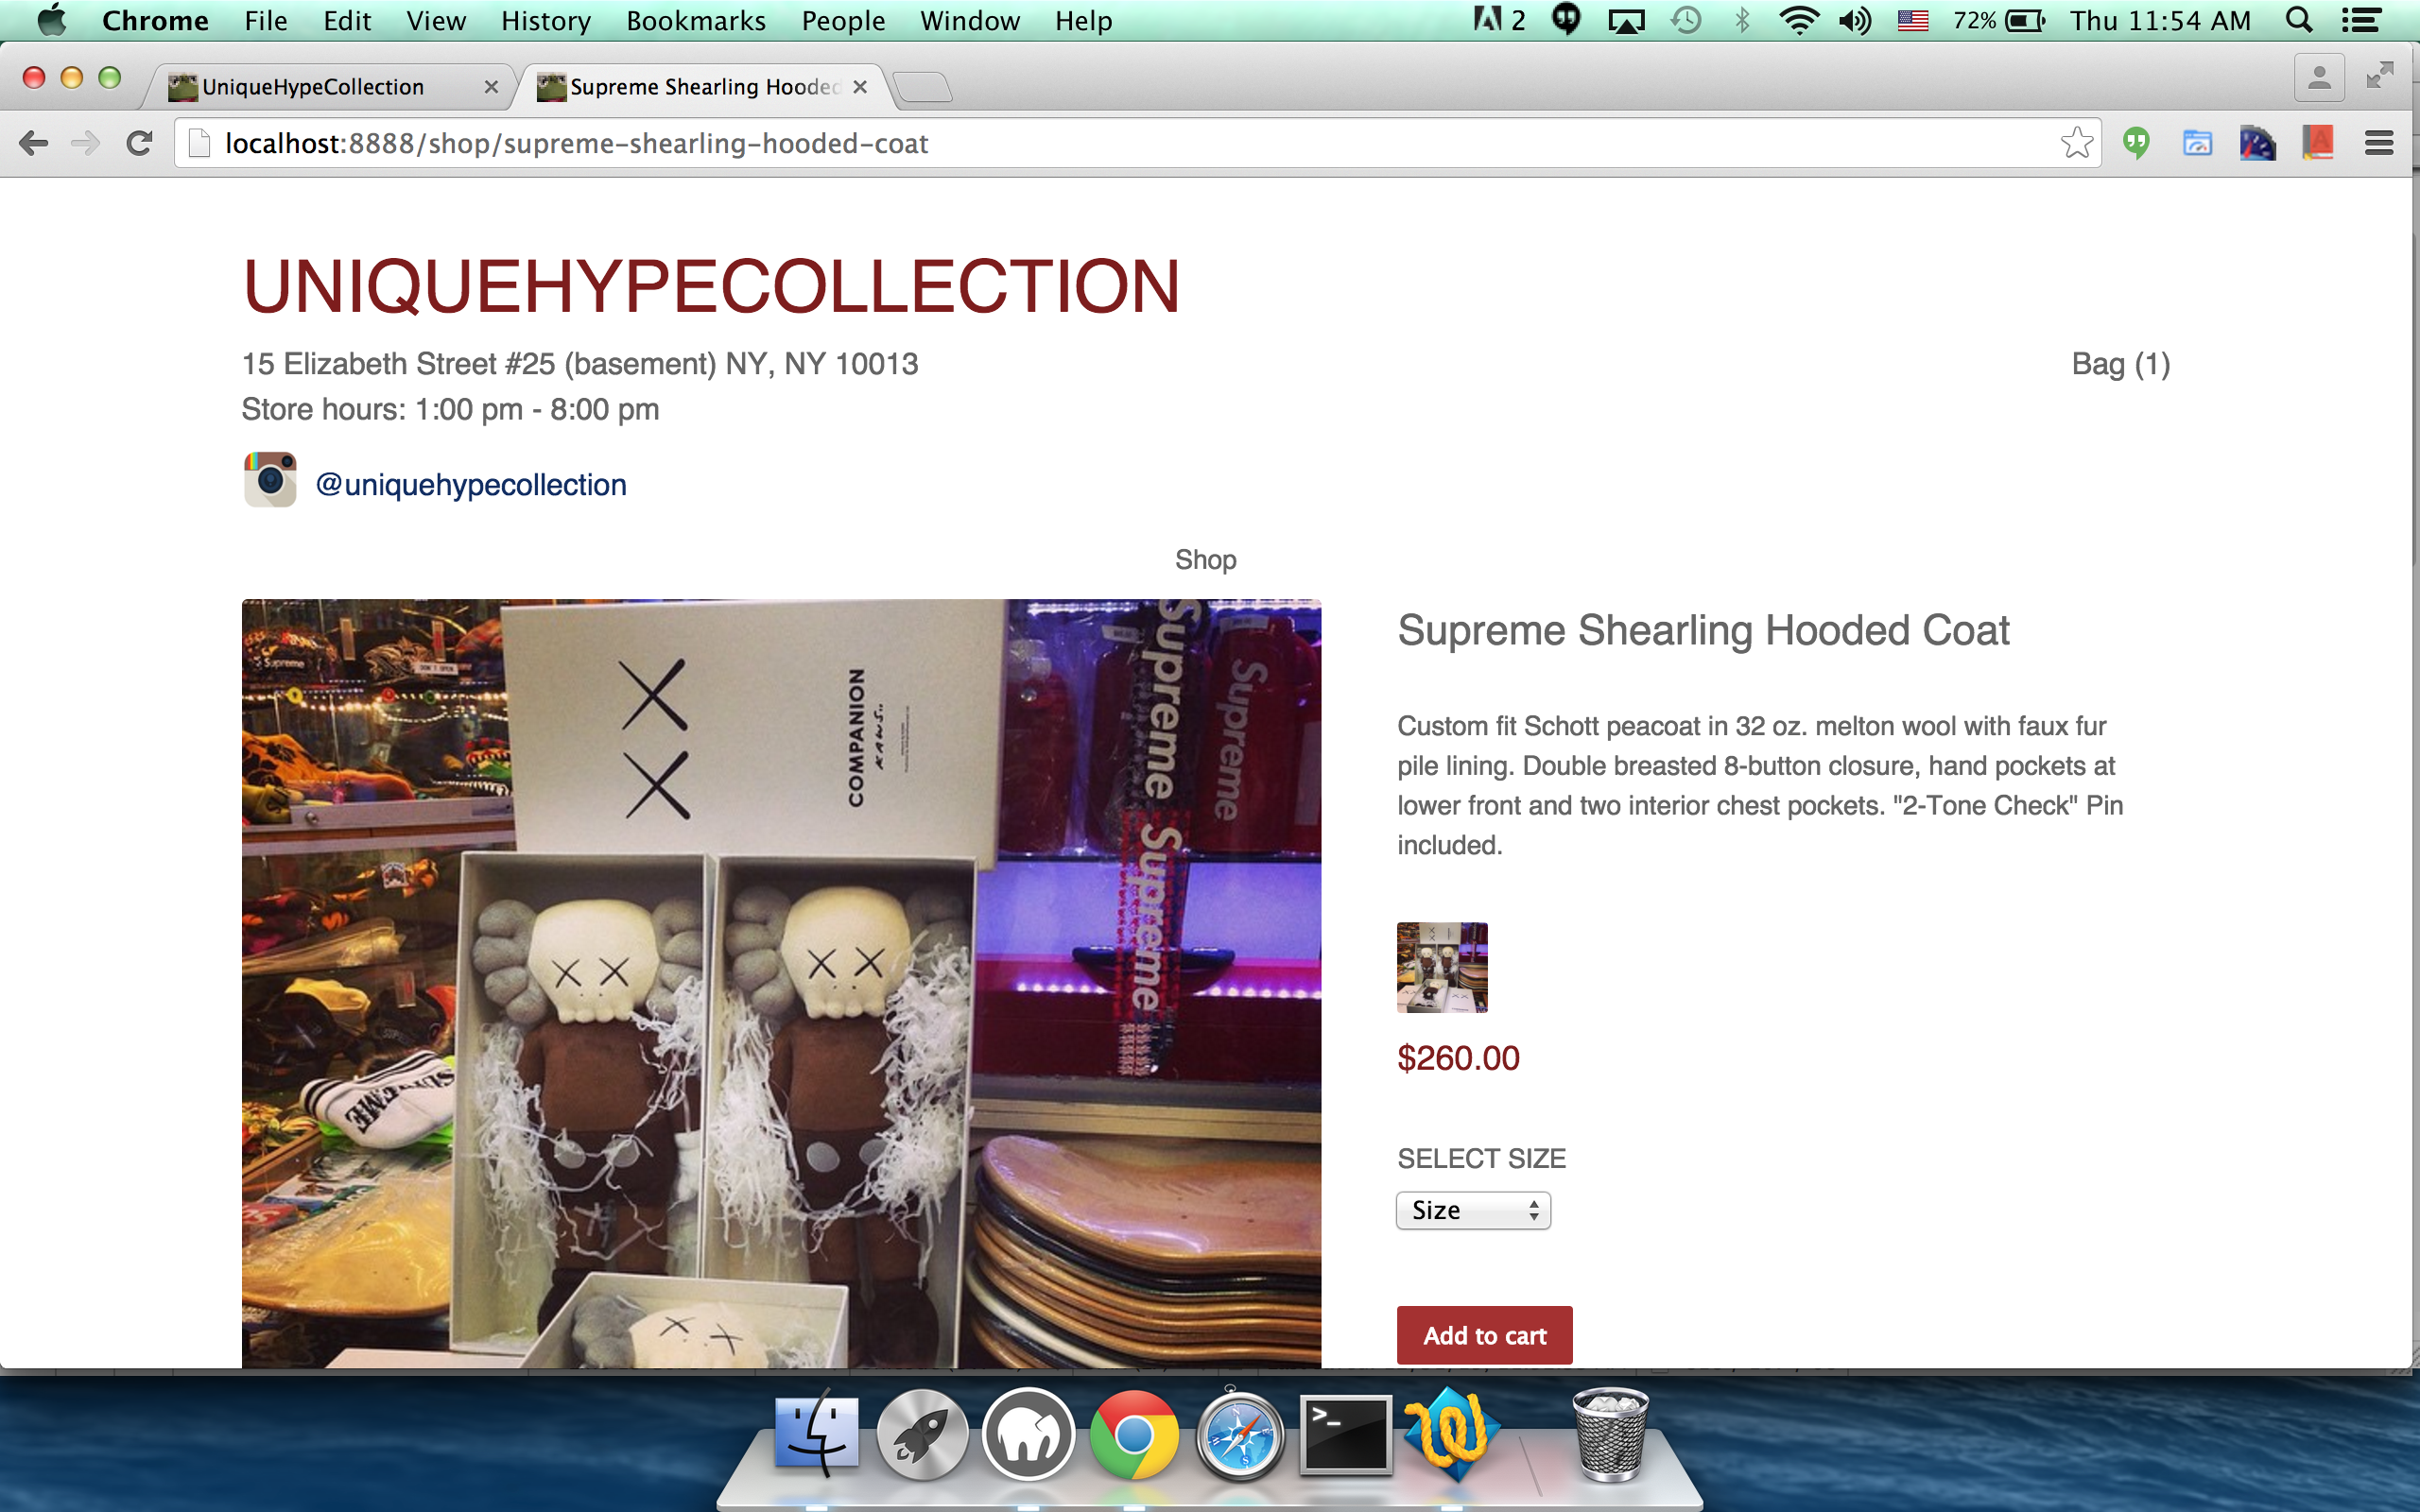 Chrome File Edit View History Bookmarks People Window Help 2 72% Thu 11:54 AM
UniqueHypeCollection
Supreme Shearling Hooded
localhost:8888/shop/supreme-shearling-hooded-coat
UNIQUEHYPECOLLECTION
15 Elizabeth Street #25 (basement) NY, NY 10013
Bag (1)
Store hours: 1:00 pm - 8:00 pm
@uniquehypecollection
Shop
Supreme
COMPANION
KAWS..
Supreme
Supreme
Supreme
SUPREME
Supreme Shearling Hooded Coat
Custom fit Schott peacoat in 32 oz. melton wool with faux fur
pile lining. Double breasted 8-button closure, hand pockets at
lower front and two interior chest pockets. "2-Tone Check" Pin
included.
$260.00
SELECT SIZE
Size
Add to cart